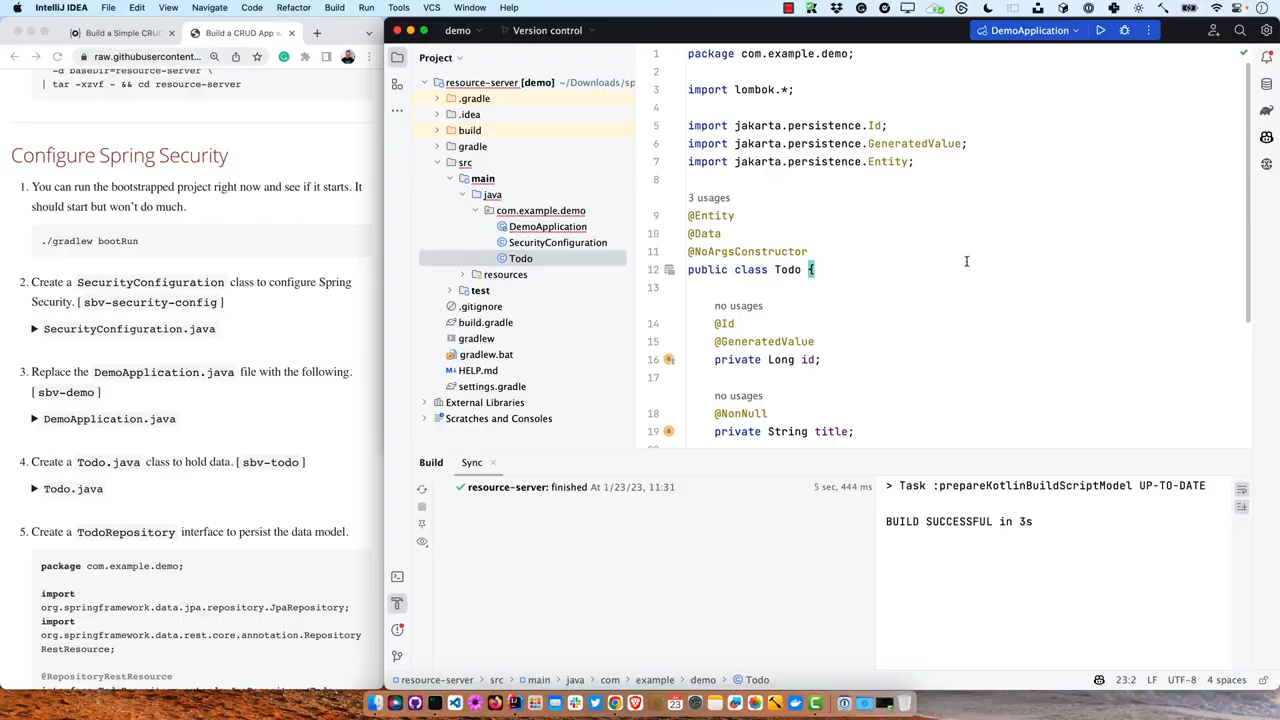 IntelliJ IDEA File Edit View Navigate Code Refactor Build Run Tools VCS Window Help
Build a Simple CRU
Build a CRUD App w
raw.githubusercontent...
-d baseDir=resource-server \
| tar -xzvf - && cd resource-server
Configure Spring Security
1. You can run the bootstrapped project right now and see if it starts. It
should start but won't do much.
./gradlew bootRun
2. Create a SecurityConfiguration class to configure Spring
Security. [ sbv-security-config ]
SecurityConfiguration.java
3. Replace the DemoApplication.java file with the following.
[ sbv-demo ]
DemoApplication.java
4. Create a Todo.java class to hold data. [ sbv-todo ]
Todo.java
5. Create a TodoRepository interface to persist the data model.
package com.example.demo;
import
org.springframework.data.jpa.repository.JpaRepository;
import
org.springframework.data.rest.core.annotation.Repository
RestResource;
@RepositoryRestResource
demo
Version control
DemoApplication
Project
resource-server [demo] ~/Downloads/sp
.gradle
.idea
build
gradle
src
main
java
com.example.demo
DemoApplication
SecurityConfiguration
Todo
resources
test
.gitignore
build.gradle
gradlew
gradlew.bat
HELP.md
settings.gradle
External Libraries
Scratches and Consoles
1 package com.example.demo;
2
3 import lombok.*;
4
5 import jakarta.persistence.Id;
6 import jakarta.persistence.GeneratedValue;
7 import jakarta.persistence.Entity;
8
3 usages
9 @Entity
10 @Data
11 @NoArgsConstructor
12 public class Todo {
13
no usages
14 @Id
15 @GeneratedValue
16 private Long id;
17
no usages
18 @NonNull
19 private String title;
Build Sync
resource-server: finished At 1/23/23, 11:31 5 sec, 444 ms
> Task :prepareKotlinBuildScriptModel UP-TO-DATE
BUILD SUCCESSFUL in 3s
resource-server > src > main > java > com > example > demo > Todo
23:2 LF UTF-8 4 spaces
23